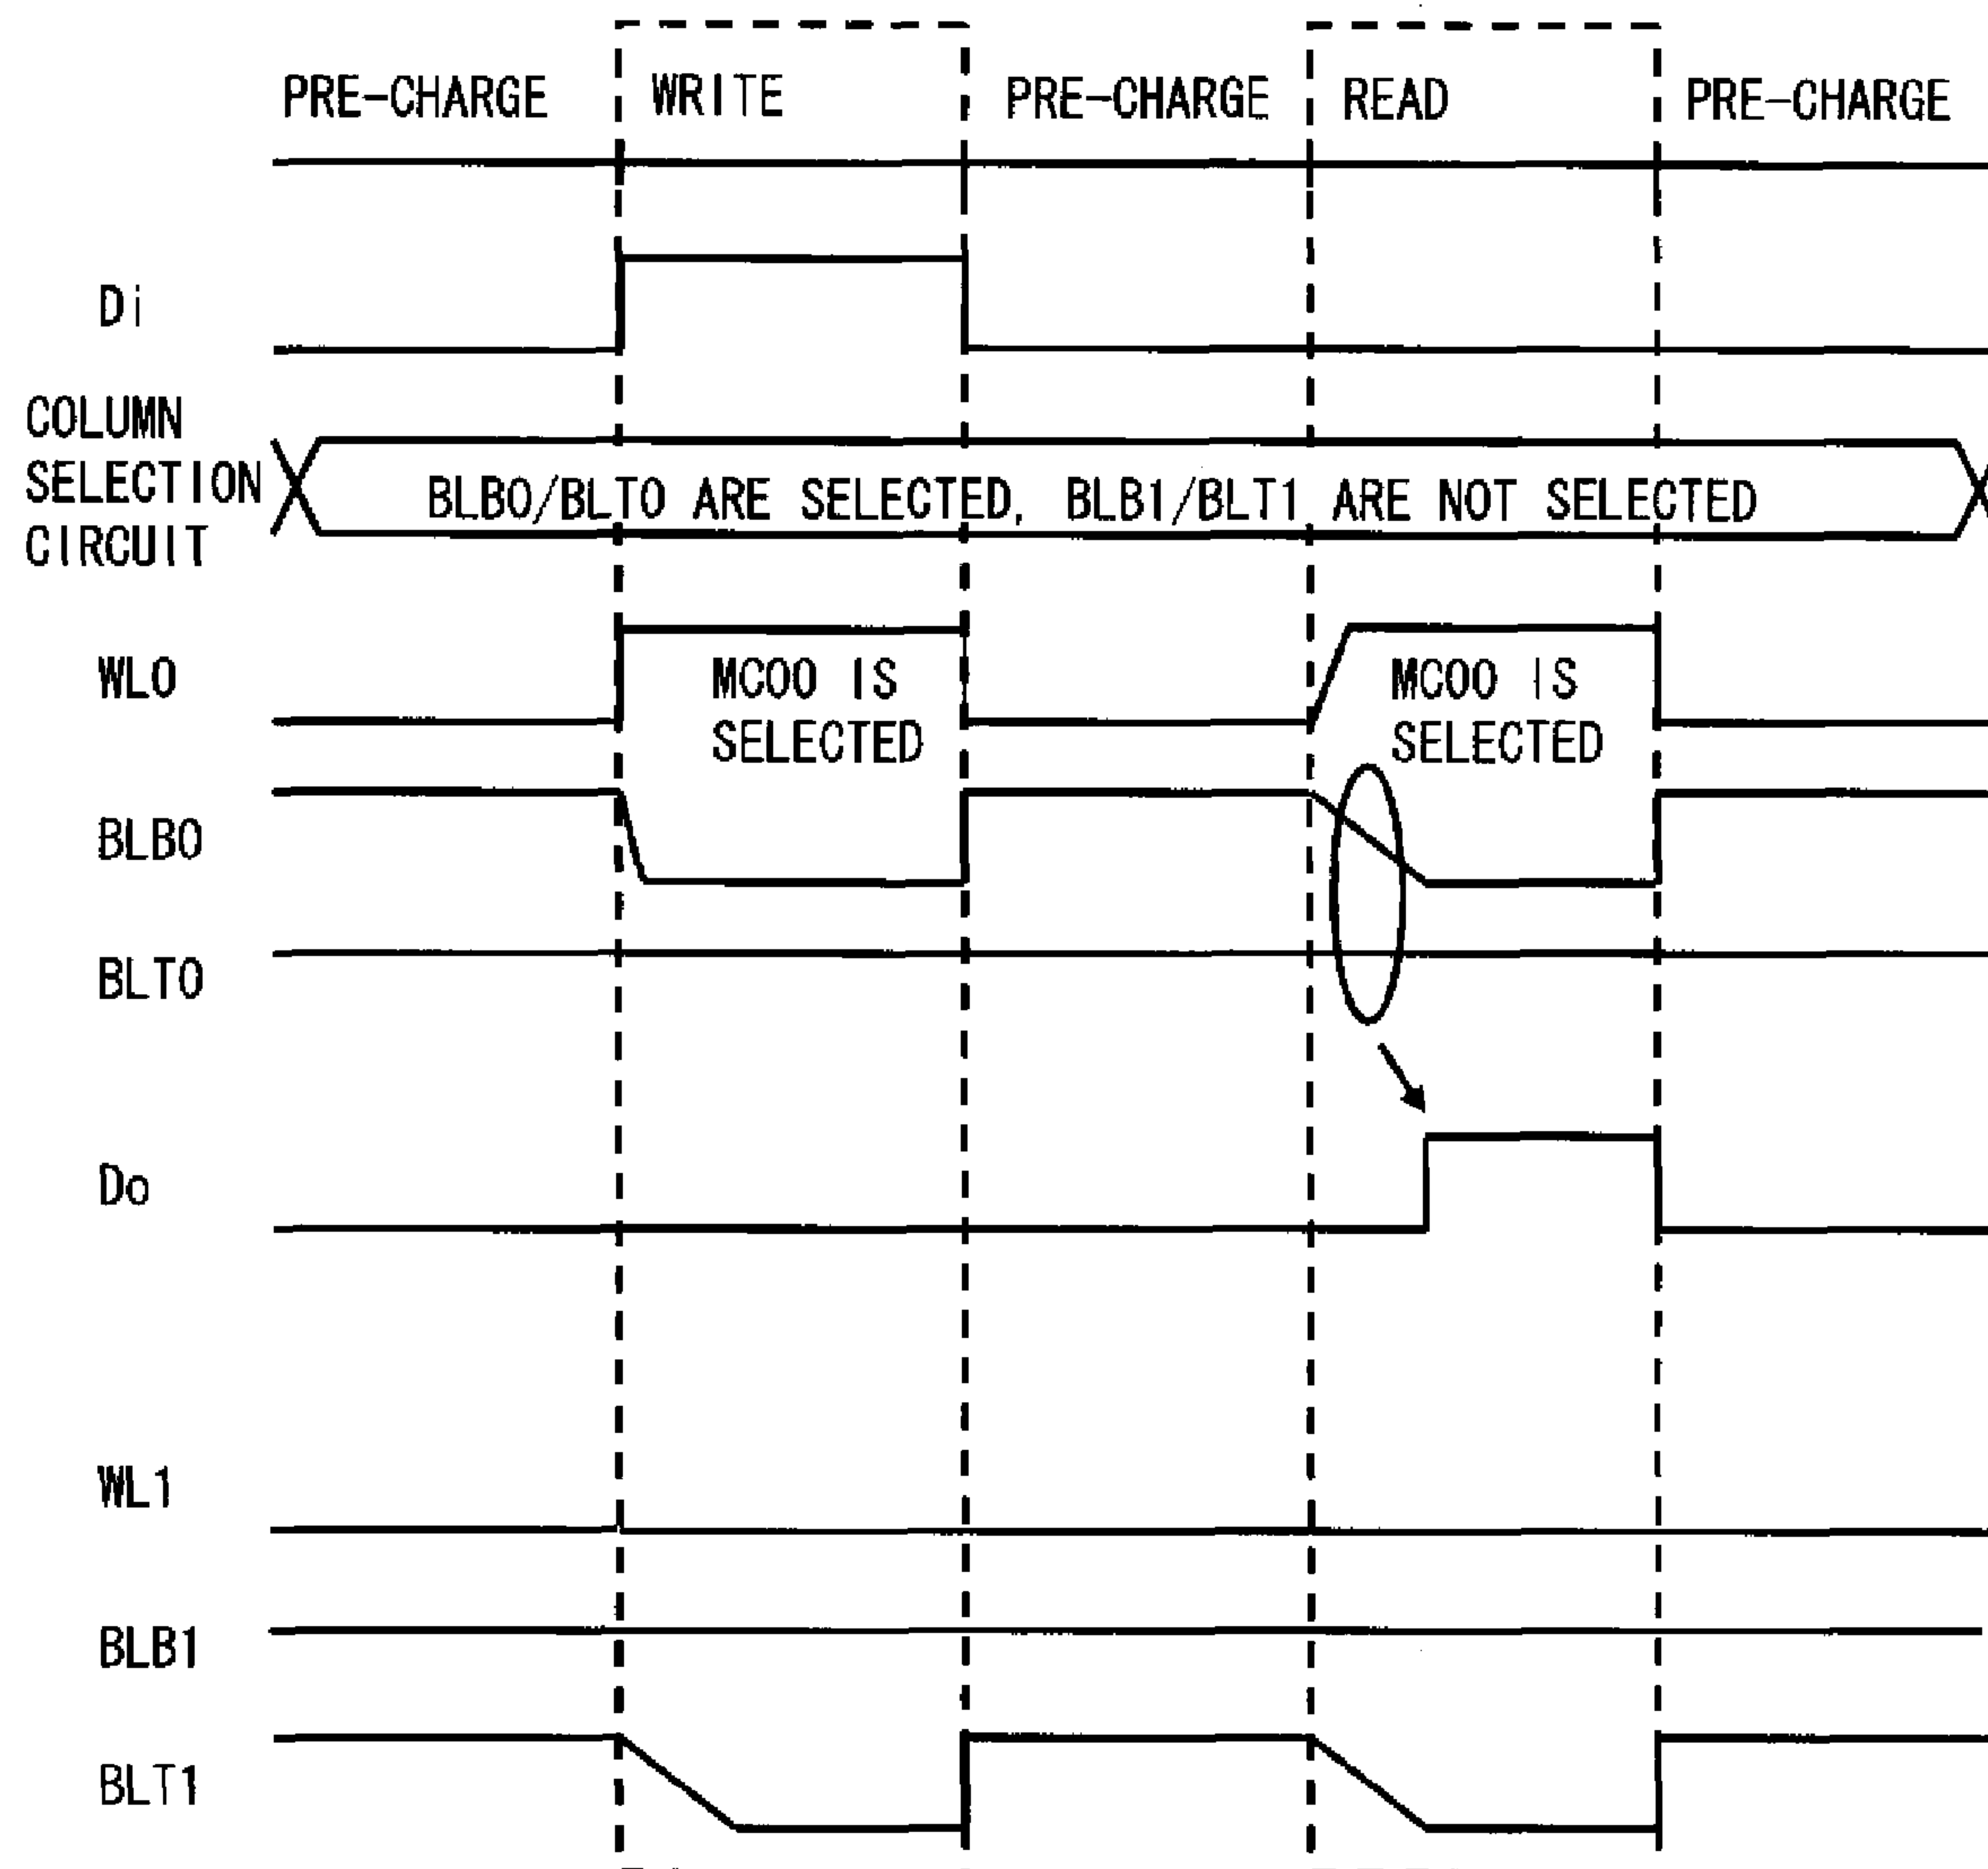 PRE-CHARGE WRITE PRE-CHARGE READ PRE-CHARGE
Di
COLUMN
SELECTION
CIRCUIT
BLB0/BLT0 ARE SELECTED, BLB1/BLT1 ARE NOT SELECTED
WL0
MC00 IS
SELECTED
MC00 IS
SELECTED
BLB0
BLT0
Do
WL1
BLB1
BLT1